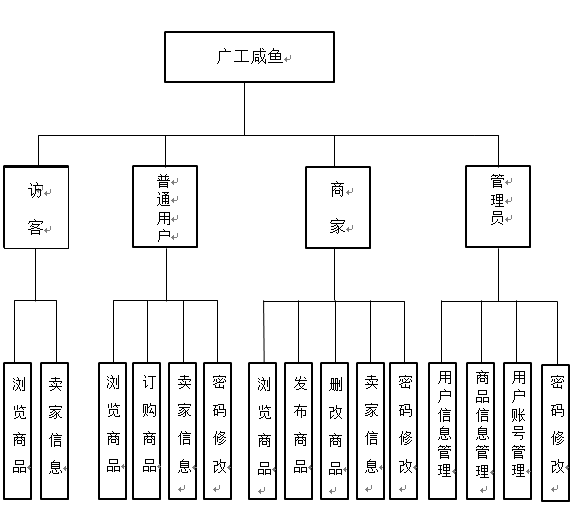 广工咸鱼
访客
普通用户
商家
管理员
浏览商品
卖家信息
浏览商品
订购商品
卖家信息
密码修改
浏览商品
发布商品
删改商品
卖家信息
密码修改
用户信息管理
商品信息管理
用户账号管理
密码修改